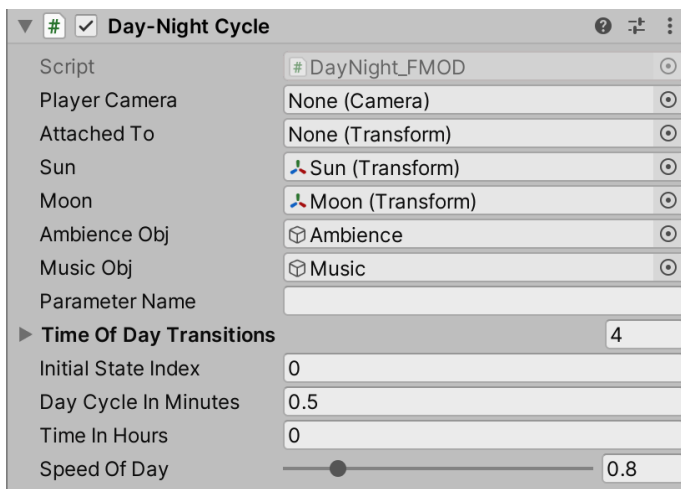 # Day-Night Cycle
Script # DayNight_FMOD
Player Camera None (Camera)
Attached To None (Transform)
Sun Sun (Transform)
Moon Moon (Transform)
Ambience Obj Ambience
Music Obj Music
Parameter Name
Time Of Day Transitions 4
Initial State Index 0
Day Cycle In Minutes 0.5
Time In Hours 0
Speed Of Day 0.8